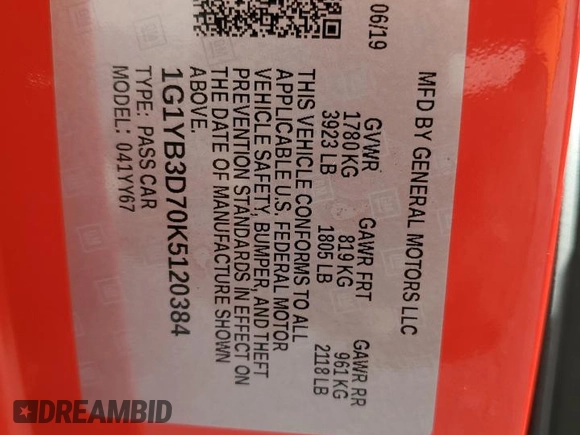 MFD BY GENERAL MOTORS LLC
06/19
GVWR
1780 KG
3923 LB
GAWR FRT
819 KG
1805 LB
GAWR RR
961 KG
2118 LB
THIS VEHICLE CONFORMS TO ALL
APPLICABLE U.S. FEDERAL MOTOR
VEHICLE SAFETY, BUMPER, AND THEFT
PREVENTION STANDARDS IN EFFECT ON
THE DATE OF MANUFACTURE SHOWN
ABOVE.
1G1YB3D70K5120384
TYPE: PASS CAR
MODEL: 041YY67
DREAMBID